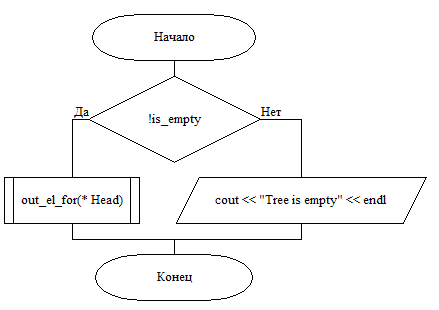 Начало
Да
Нет
!is_empty
out_el_for(* Head)
cout << "Tree is empty" << endl
Конец